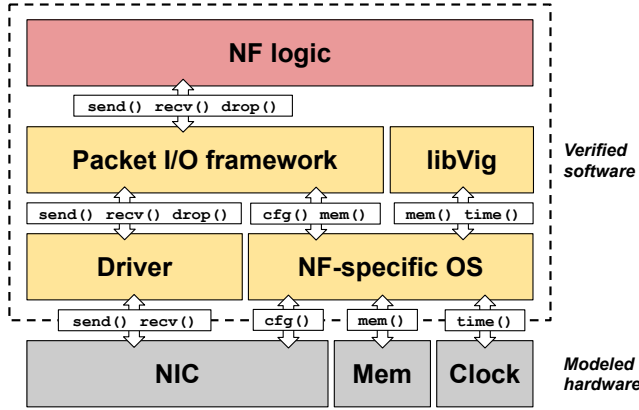 NF logic
send() recv() drop()
Packet I/O framework
libVig
Verified
software
send() recv() drop()
cfg() mem()
mem() time()
Driver
NF-specific OS
send() recv()
cfg()
mem()
time()
NIC
Mem
Clock
Modeled
hardware